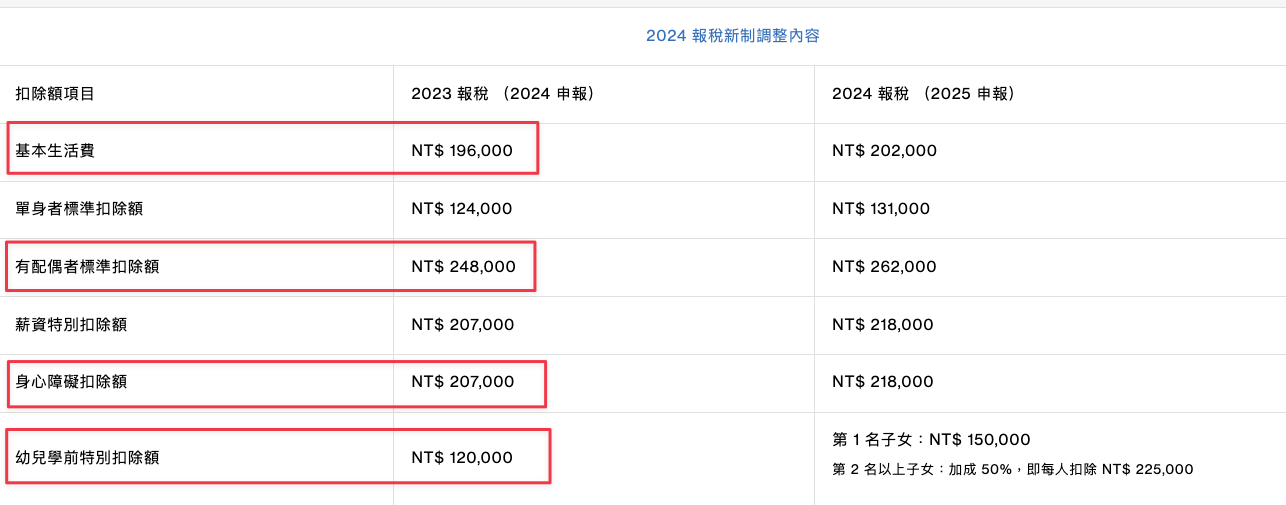 2024 報稅新制調整內容
扣除額項目 2023 報稅 （2024 申報） 2024 報稅 （2025 申報）
基本生活費 NT$ 196,000 NT$ 202,000
單身者標準扣除額 NT$ 124,000 NT$ 131,000
有配偶者標準扣除額 NT$ 248,000 NT$ 262,000
薪資特別扣除額 NT$ 207,000 NT$ 218,000
身心障礙扣除額 NT$ 207,000 NT$ 218,000
幼兒學前特別扣除額 NT$ 120,000 第 1 名子女：NT$ 150,000
第 2 名以上子女：加成 50%，即每人扣除 NT$ 225,000